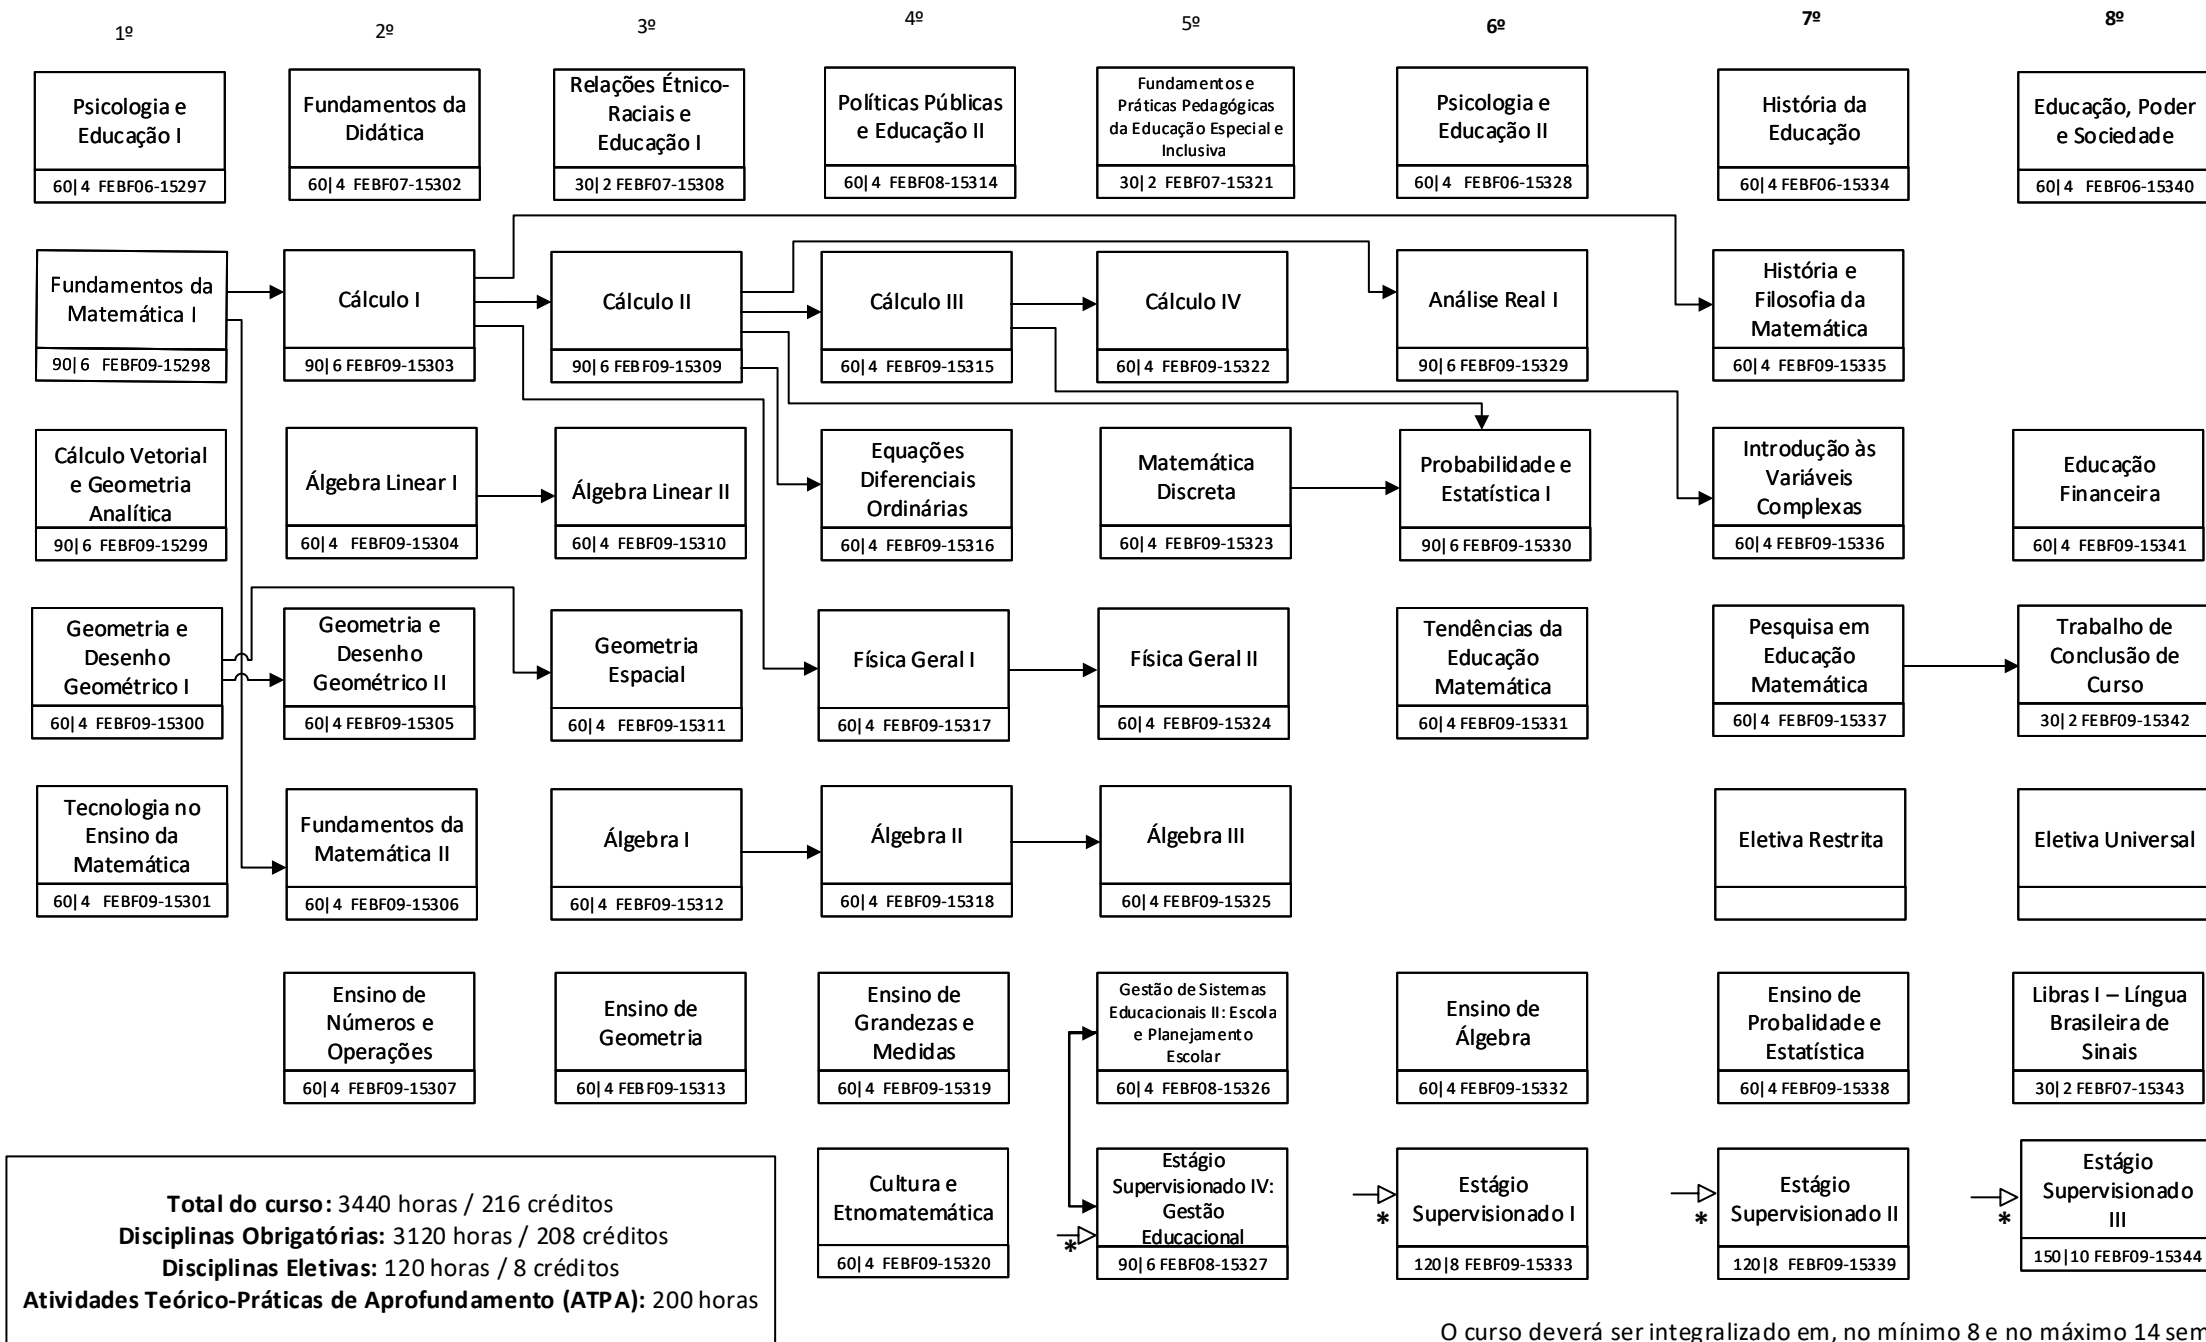 1º
2º
3º
4º
5º
6º
7º
8º
Psicologia e
Educação I
60|4 FEBF06-15297
Fundamentos da
Didática
60|4 FEBF07-15302
Relações Étnico-
Raciais e
Educação I
30|2 FEBF07-15308
Políticas Públicas
e Educação II
60|4 FEBF08-15314
Fundamentos e
Práticas Pedagógicas
da Educação Especial e
Inclusiva
30|2 FEBF07-15321
Psicologia e
Educação II
60|4 FEBF06-15328
História da
Educação
60|4 FEBF06-15334
Educação, Poder
e Sociedade
60|4 FEBF06-15340
Fundamentos da
Matemática I
90|6 FEBF09-15298
Cálculo I
90|6 FEBF09-15303
Cálculo II
90|6 FEBF09-15309
Cálculo III
60|4 FEBF09-15315
Cálculo IV
60|4 FEBF09-15322
Análise Real I
90|6 FEBF09-15329
História e
Filosofia da
Matemática
60|4 FEBF09-15335
Cálculo Vetorial
e Geometria
Analítica
90|6 FEBF09-15299
Álgebra Linear I
60|4 FEBF09-15304
Álgebra Linear II
60|4 FEBF09-15310
Equações
Diferenciais
Ordinárias
60|4 FEBF09-15316
Matemática
Discreta
60|4 FEBF09-15323
Probabilidade e
Estatística I
90|6 FEBF09-15330
Introdução às
Variáveis
Complexas
60|4 FEBF09-15336
Educação
Financeira
60|4 FEBF09-15341
Geometria e
Desenho
Geométrico I
60|4 FEBF09-15300
Geometria e
Desenho
Geométrico II
60|4 FEBF09-15305
Geometria
Espacial
60|4 FEBF09-15311
Física Geral I
60|4 FEBF09-15317
Física Geral II
60|4 FEBF09-15324
Tendências da
Educação
Matemática
60|4 FEBF09-15331
Pesquisa em
Educação
Matemática
60|4 FEBF09-15337
Trabalho de
Conclusão de
Curso
30|2 FEBF09-15342
Tecnologia no
Ensino da
Matemática
60|4 FEBF09-15301
Fundamentos da
Matemática II
60|4 FEBF09-15306
Álgebra I
60|4 FEBF09-15312
Álgebra II
60|4 FEBF09-15318
Álgebra III
60|4 FEBF09-15325
Eletiva Restrita
Eletiva Universal
Ensino de
Números e
Operações
60|4 FEBF09-15307
Ensino de
Geometria
60|4 FEBF09-15313
Ensino de
Grandezas e
Medidas
60|4 FEBF09-15319
Gestão de Sistemas
Educacionais II: Escola
e Planejamento
Escolar
60|4 FEBF08-15326
Ensino de
Álgebra
60|4 FEBF09-15332
Ensino de
Probalidade e
Estatística
60|4 FEBF09-15338
Libras I – Língua
Brasileira de
Sinais
30|2 FEBF07-15343
Cultura e
Etnomatemática
60|4 FEBF09-15320
*
Estágio
Supervisionado IV:
Gestão
Educacional
90|6 FEBF08-15327
*
Estágio
Supervisionado I
120|8 FEBF09-15333
*
Estágio
Supervisionado II
120|8 FEBF09-15339
*
Estágio
Supervisionado
III
150|10 FEBF09-15344
Total do curso: 3440 horas / 216 créditos
Disciplinas Obrigatórias: 3120 horas / 208 créditos
Disciplinas Eletivas: 120 horas / 8 créditos
Atividades Teórico-Práticas de Aprofundamento (ATPA): 200 horas
O curso deverá ser integralizado em, no mínimo 8 e no máximo 14 sem